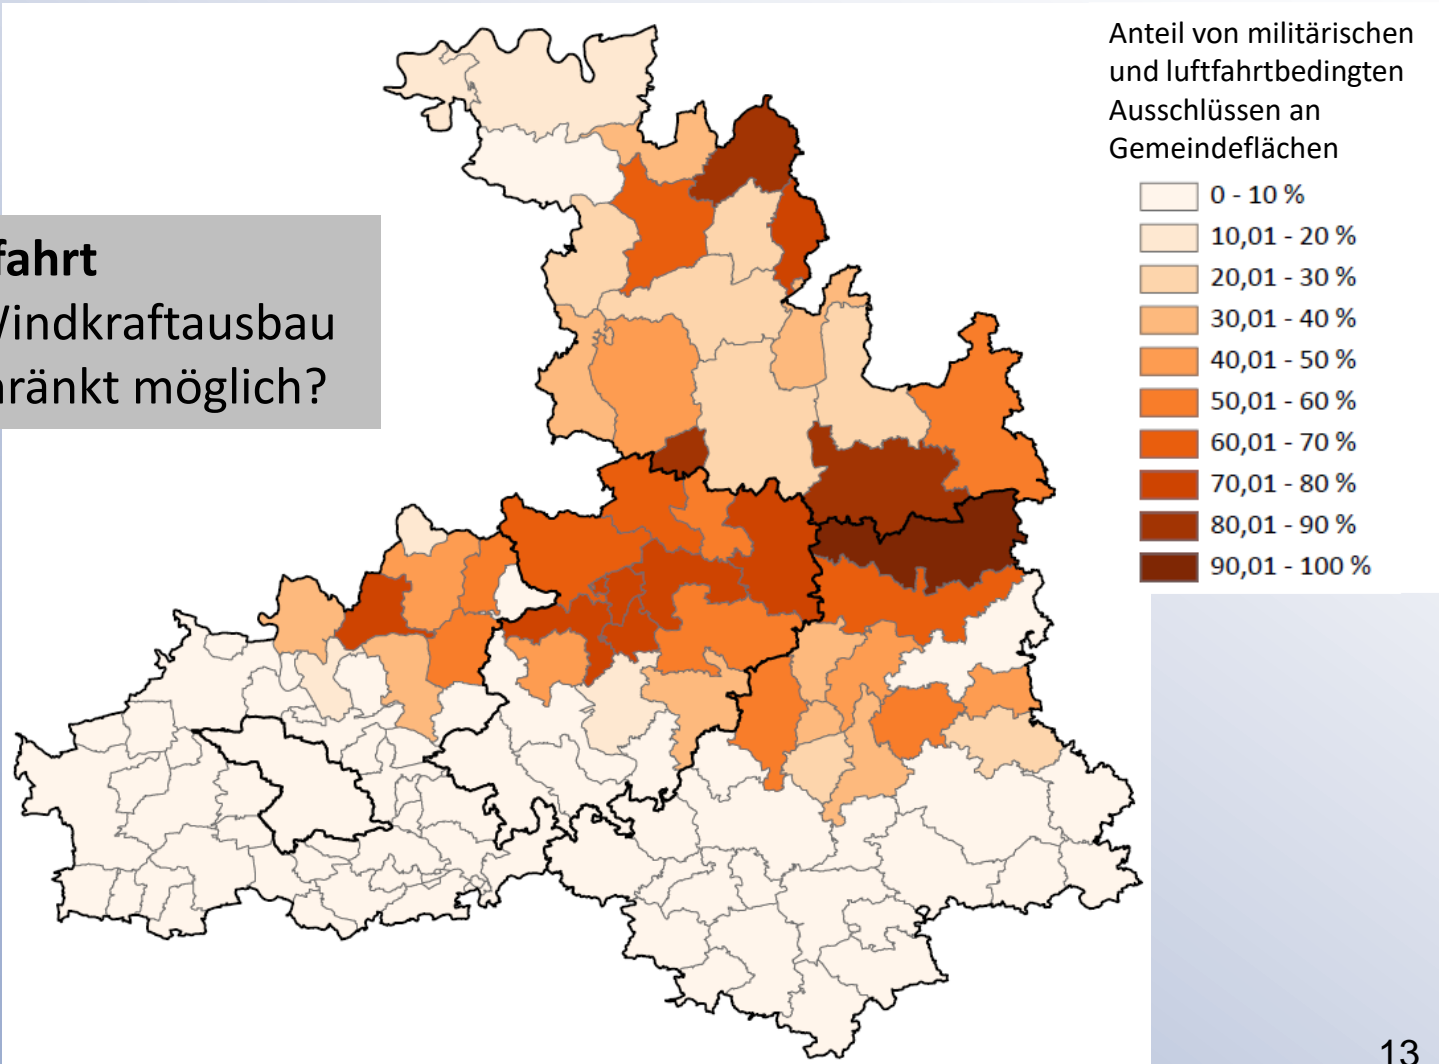 Anteil von militärischen
und luftfahrtbedingten
Ausschlüssen an
Gemeindeflächen
0 - 10 %
10,01 - 20 %
20,01 - 30 %
30,01 - 40 %
40,01 - 50 %
50,01 - 60 %
60,01 - 70 %
70,01 - 80 %
80,01 - 90 %
90,01 - 100 %
fahrt
Windkraftausbau
ränkt möglich?
13